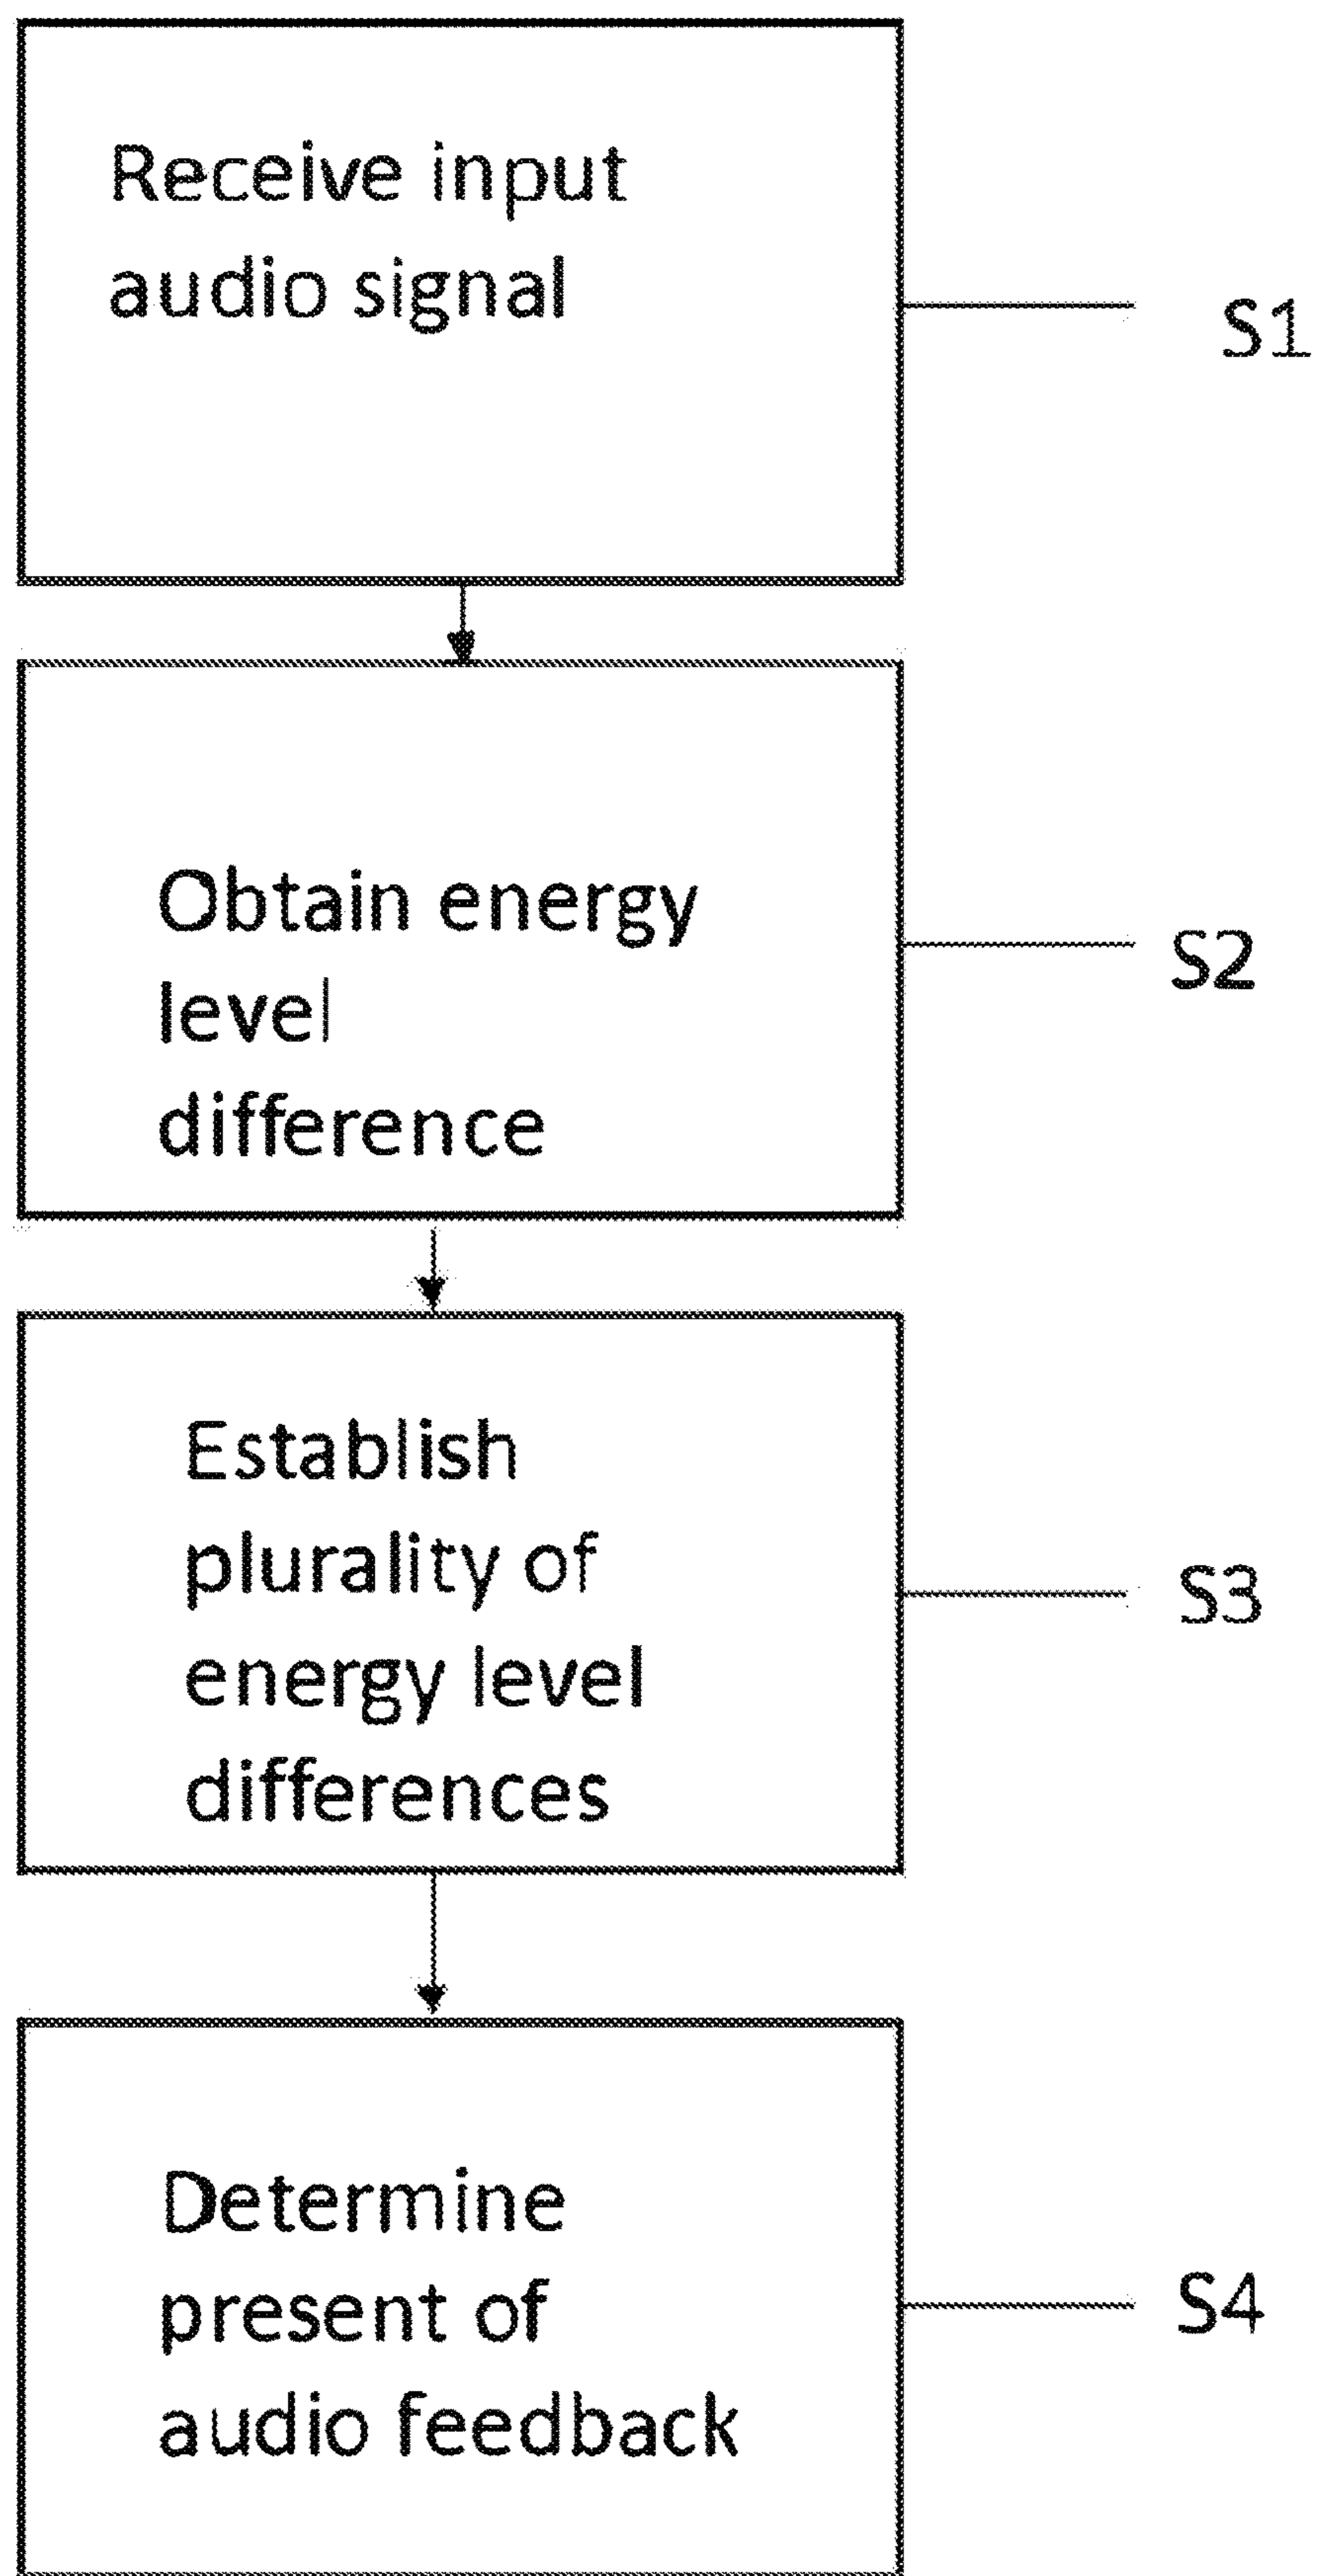 Receive input
audio signal
S1
Obtain energy
level
difference
S2
Establish
plurality of
energy level
differences
S3
Determine
present of
audio feedback
S4